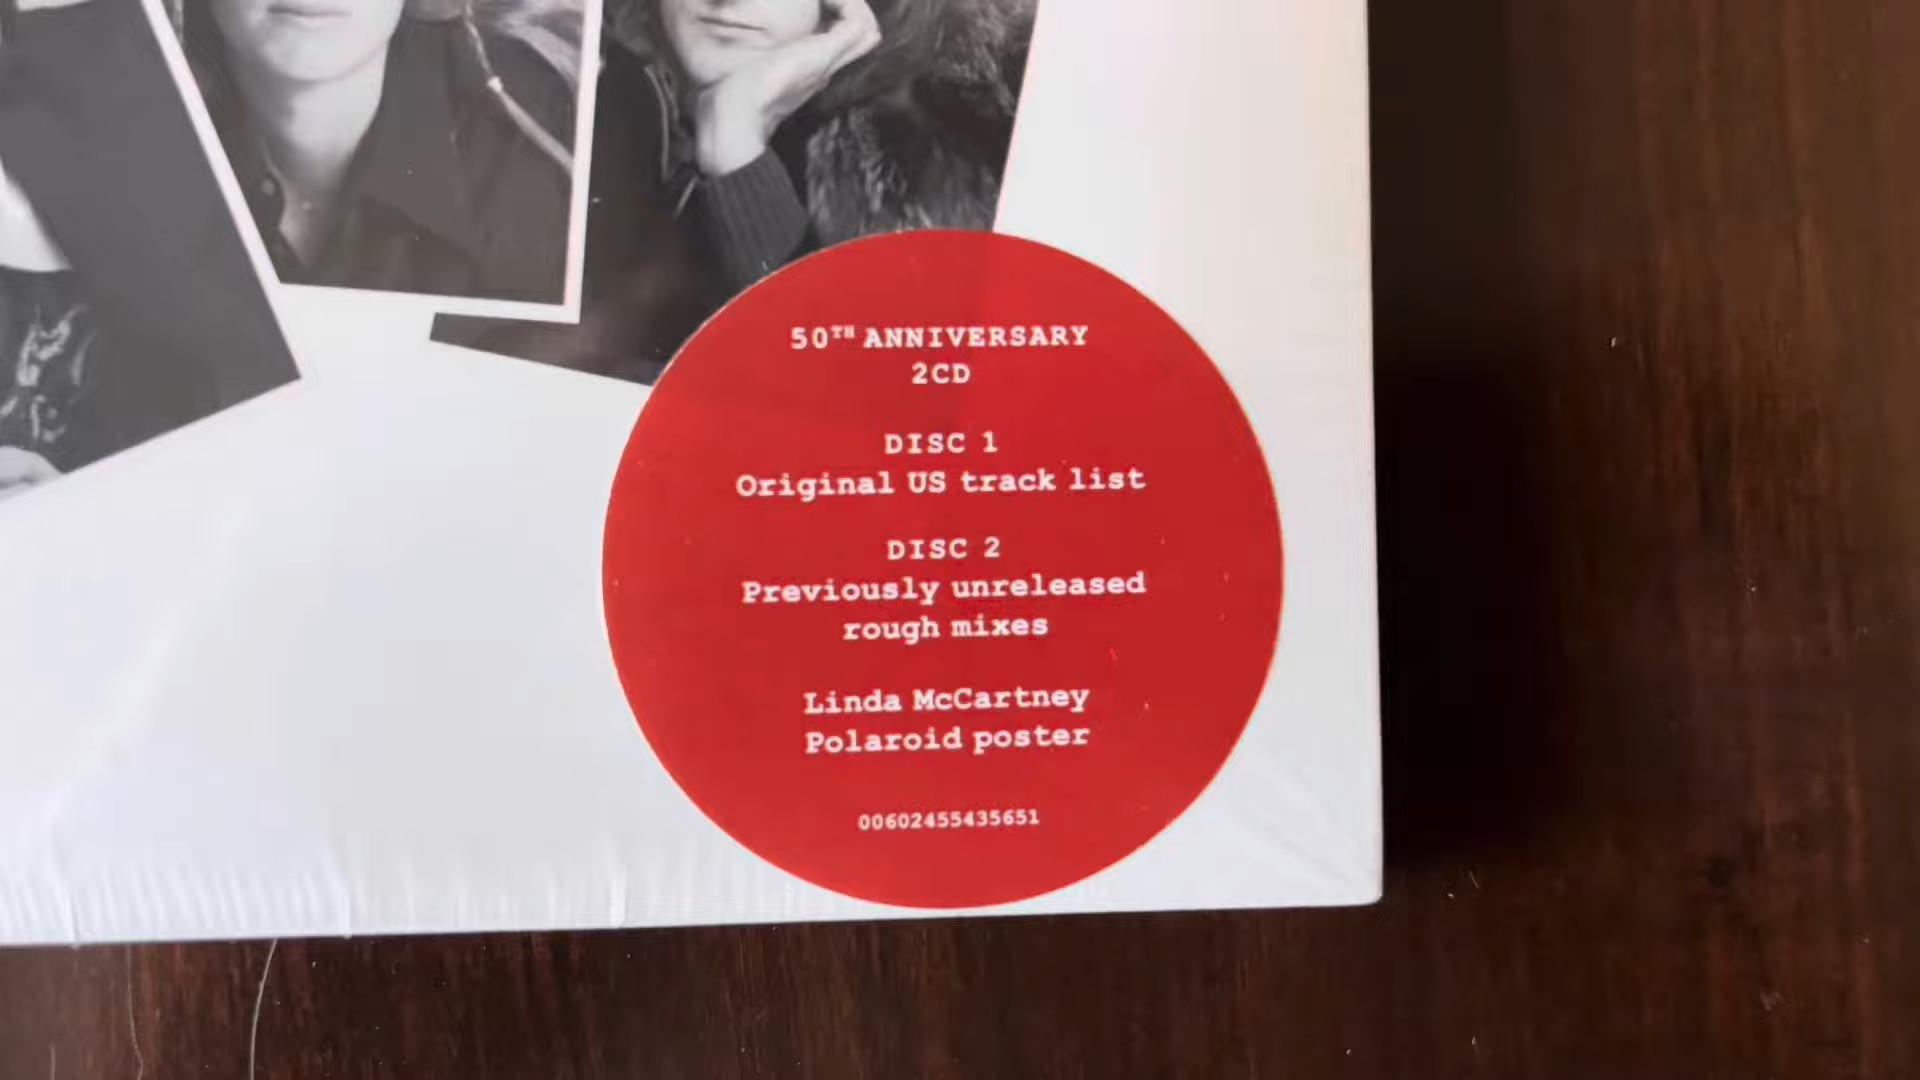 50TH ANNIVERSARY
2CD
DISC 1
Original US track list
DISC 2
Previously unreleased
rough mixes
Linda McCartney
Polaroid poster
00602455435651